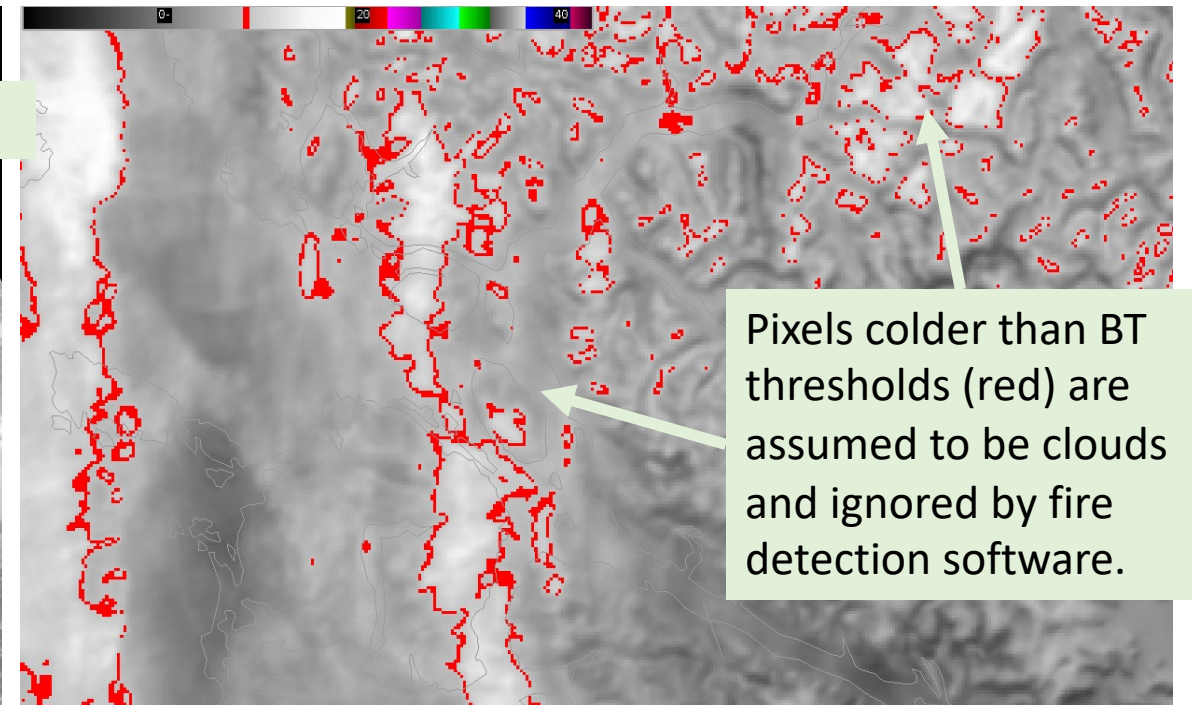 0- 20 40
Pixels colder than BT
thresholds (red) are
assumed to be clouds
and ignored by fire
detection software.